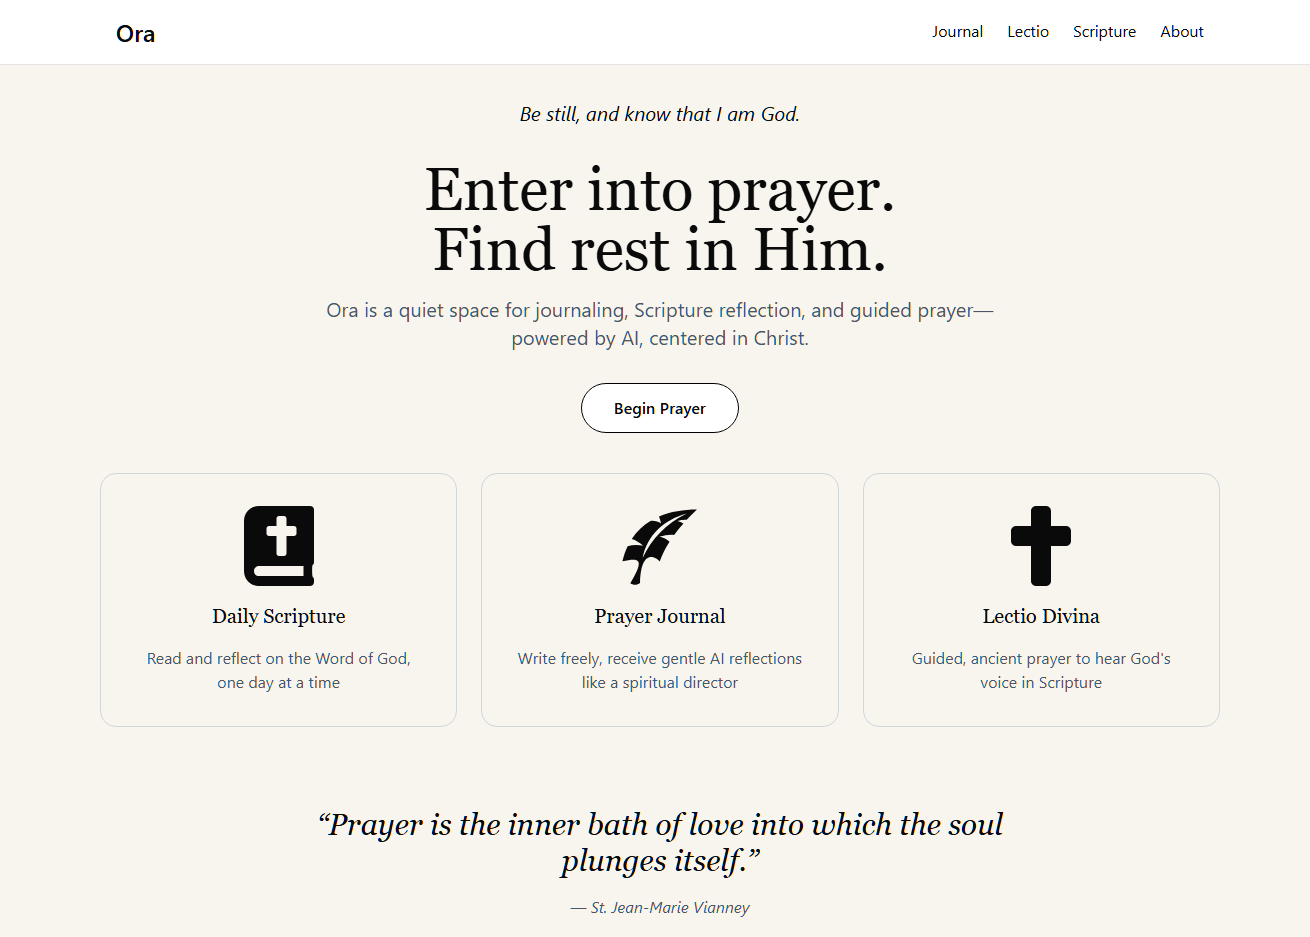 Ora
Journal Lectio Scripture About
Be still, and know that I am God.
Enter into prayer.
Find rest in Him.
Ora is a quiet space for journaling, Scripture reflection, and guided prayer—
powered by AI, centered in Christ.
Begin Prayer
Daily Scripture
Read and reflect on the Word of God,
one day at a time
Prayer Journal
Write freely, receive gentle AI reflections
like a spiritual director
Lectio Divina
Guided, ancient prayer to hear God's
voice in Scripture
“Prayer is the inner bath of love into which the soul
plunges itself.”
— St. Jean-Marie Vianney